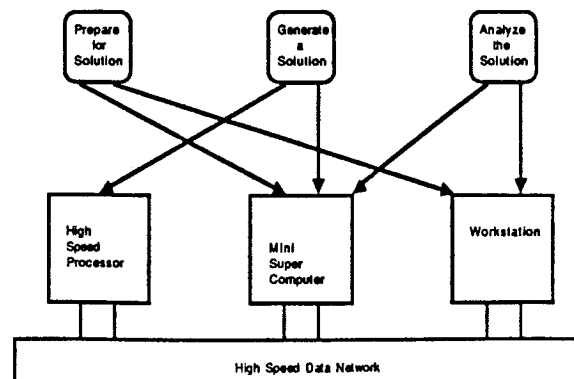 Prepare
for
Solution
Generate
a
Solution
Analyze
the
Solution
High
Speed
Processor
Mini
Super
Computer
Workstation
High Speed Data Network